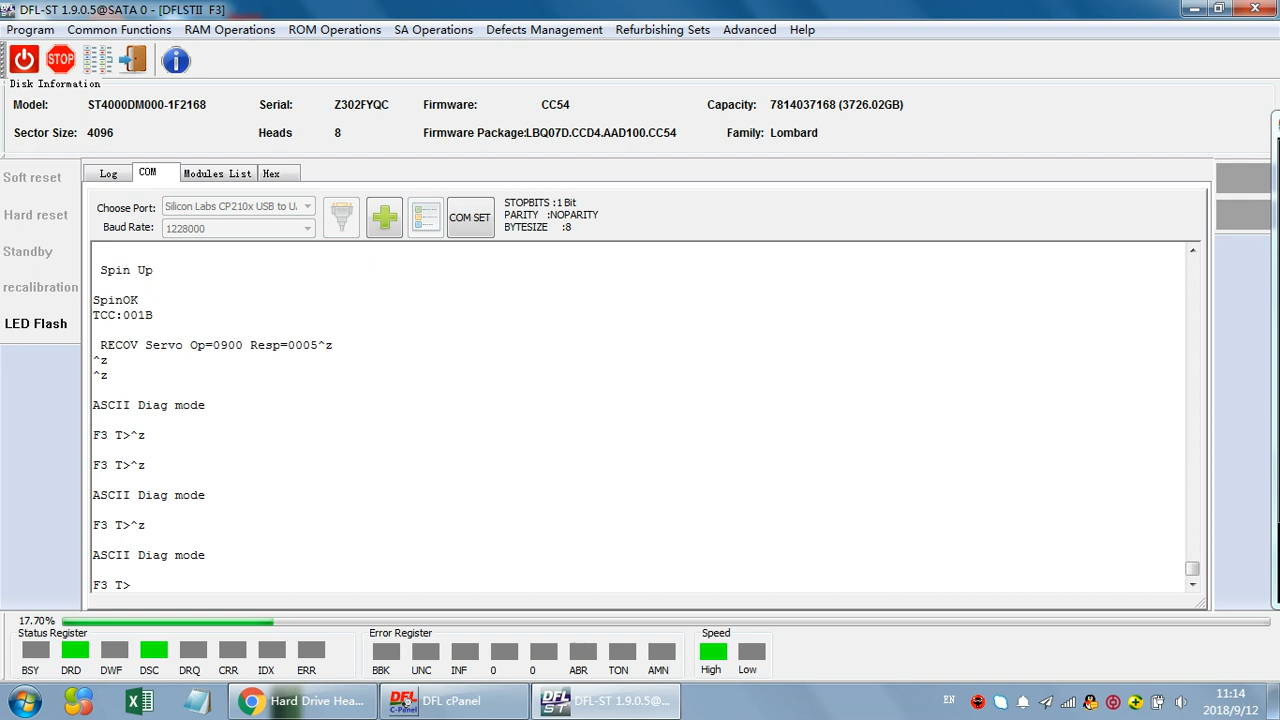 DFL-ST 1.9.0.5@SATA 0 - [DFLSTII F3]
Program Common Functions RAM Operations ROM Operations SA Operations Defects Management Refurbishing Sets Advanced Help
STOP
Disk Information
Model: ST4000DM000-1F2168 Serial: Z302FYQC Firmware: CC54 Capacity: 7814037168 (3726.02GB)
Sector Size: 4096 Heads 8 Firmware Package:LBQ07D.CCD4.AAD100.CC54 Family: Lombard
Soft reset
Hard reset
Standby
recalibration
LED Flash
Log COM Modules List Hex
Choose Port: Silicon Labs CP210x USB to U
Baud Rate: 1228000
COM SET
STOPBITS :1 Bit
PARITY :NOPARITY
BYTESIZE :8
Spin Up
SpinOK
TCC:001B
RECOV Servo Op=0900 Resp=0005^z
^z
^z
ASCII Diag mode
F3 T>^z
F3 T>^z
ASCII Diag mode
F3 T>^z
ASCII Diag mode
F3 T>
17.70%
Status Register Error Register Speed
BSY DRD DWF DSC DRQ CRR IDX ERR BBK UNC INF 0 0 ABR TON AMN High Low
Hard Drive Hea... DFL C-Panel DFL cPanel DFL ST DFL-ST 1.9.0.5@... EN 11:14
2018/9/12